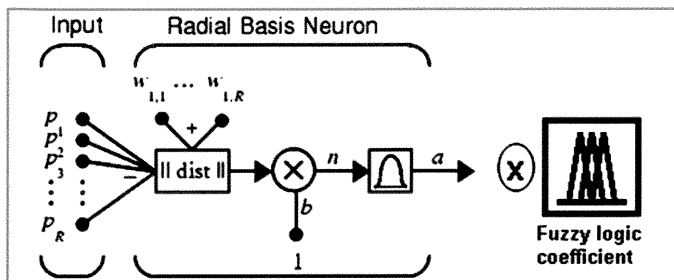 Input
Radial Basis Neuron
w 1,1 ... w 1,R
+
p
p 1
p 2
3
|| dist ||
−
X
n
a
X
b
p R
1
Fuzzy logic
coefficient